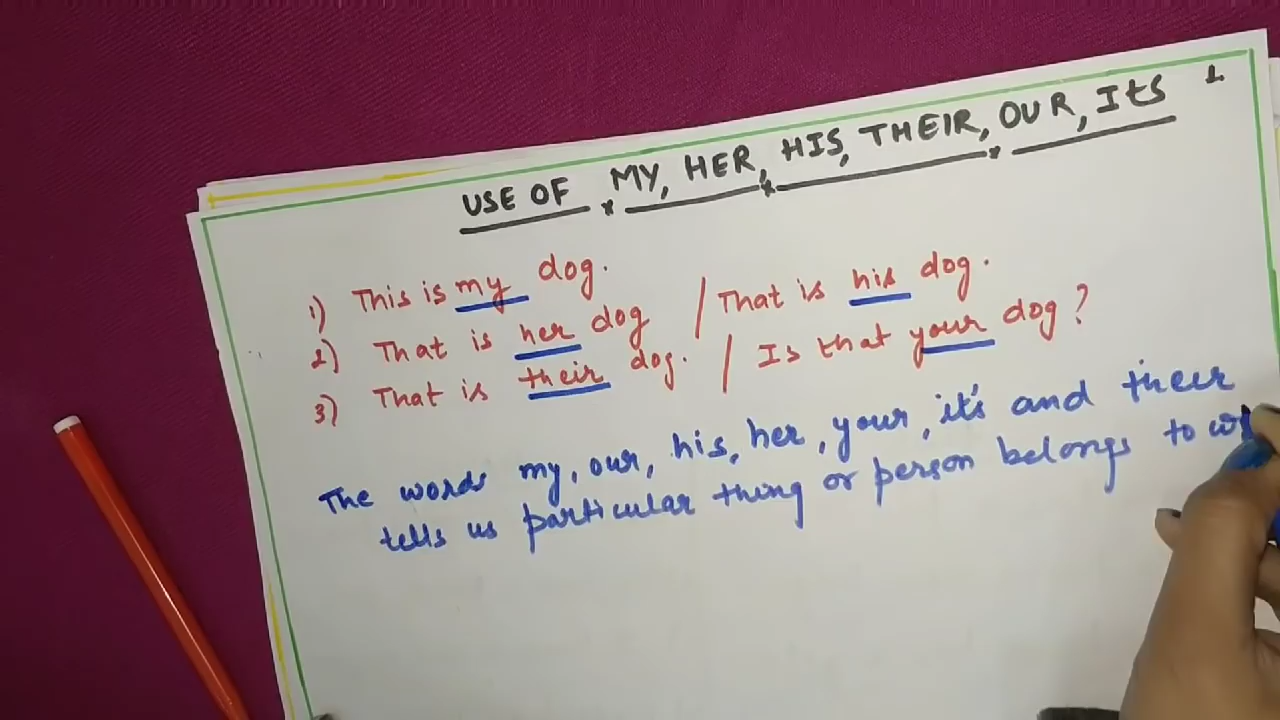 USE OF MY, HER, HIS, THEIR, OUR, ItS 1.
1) This is my dog.
2) That is her dog / That is his dog.
3) That is their dog. / Is that your dog?
The words my, our, his, her, your, it's and their
tells us particular thing or person belongs to